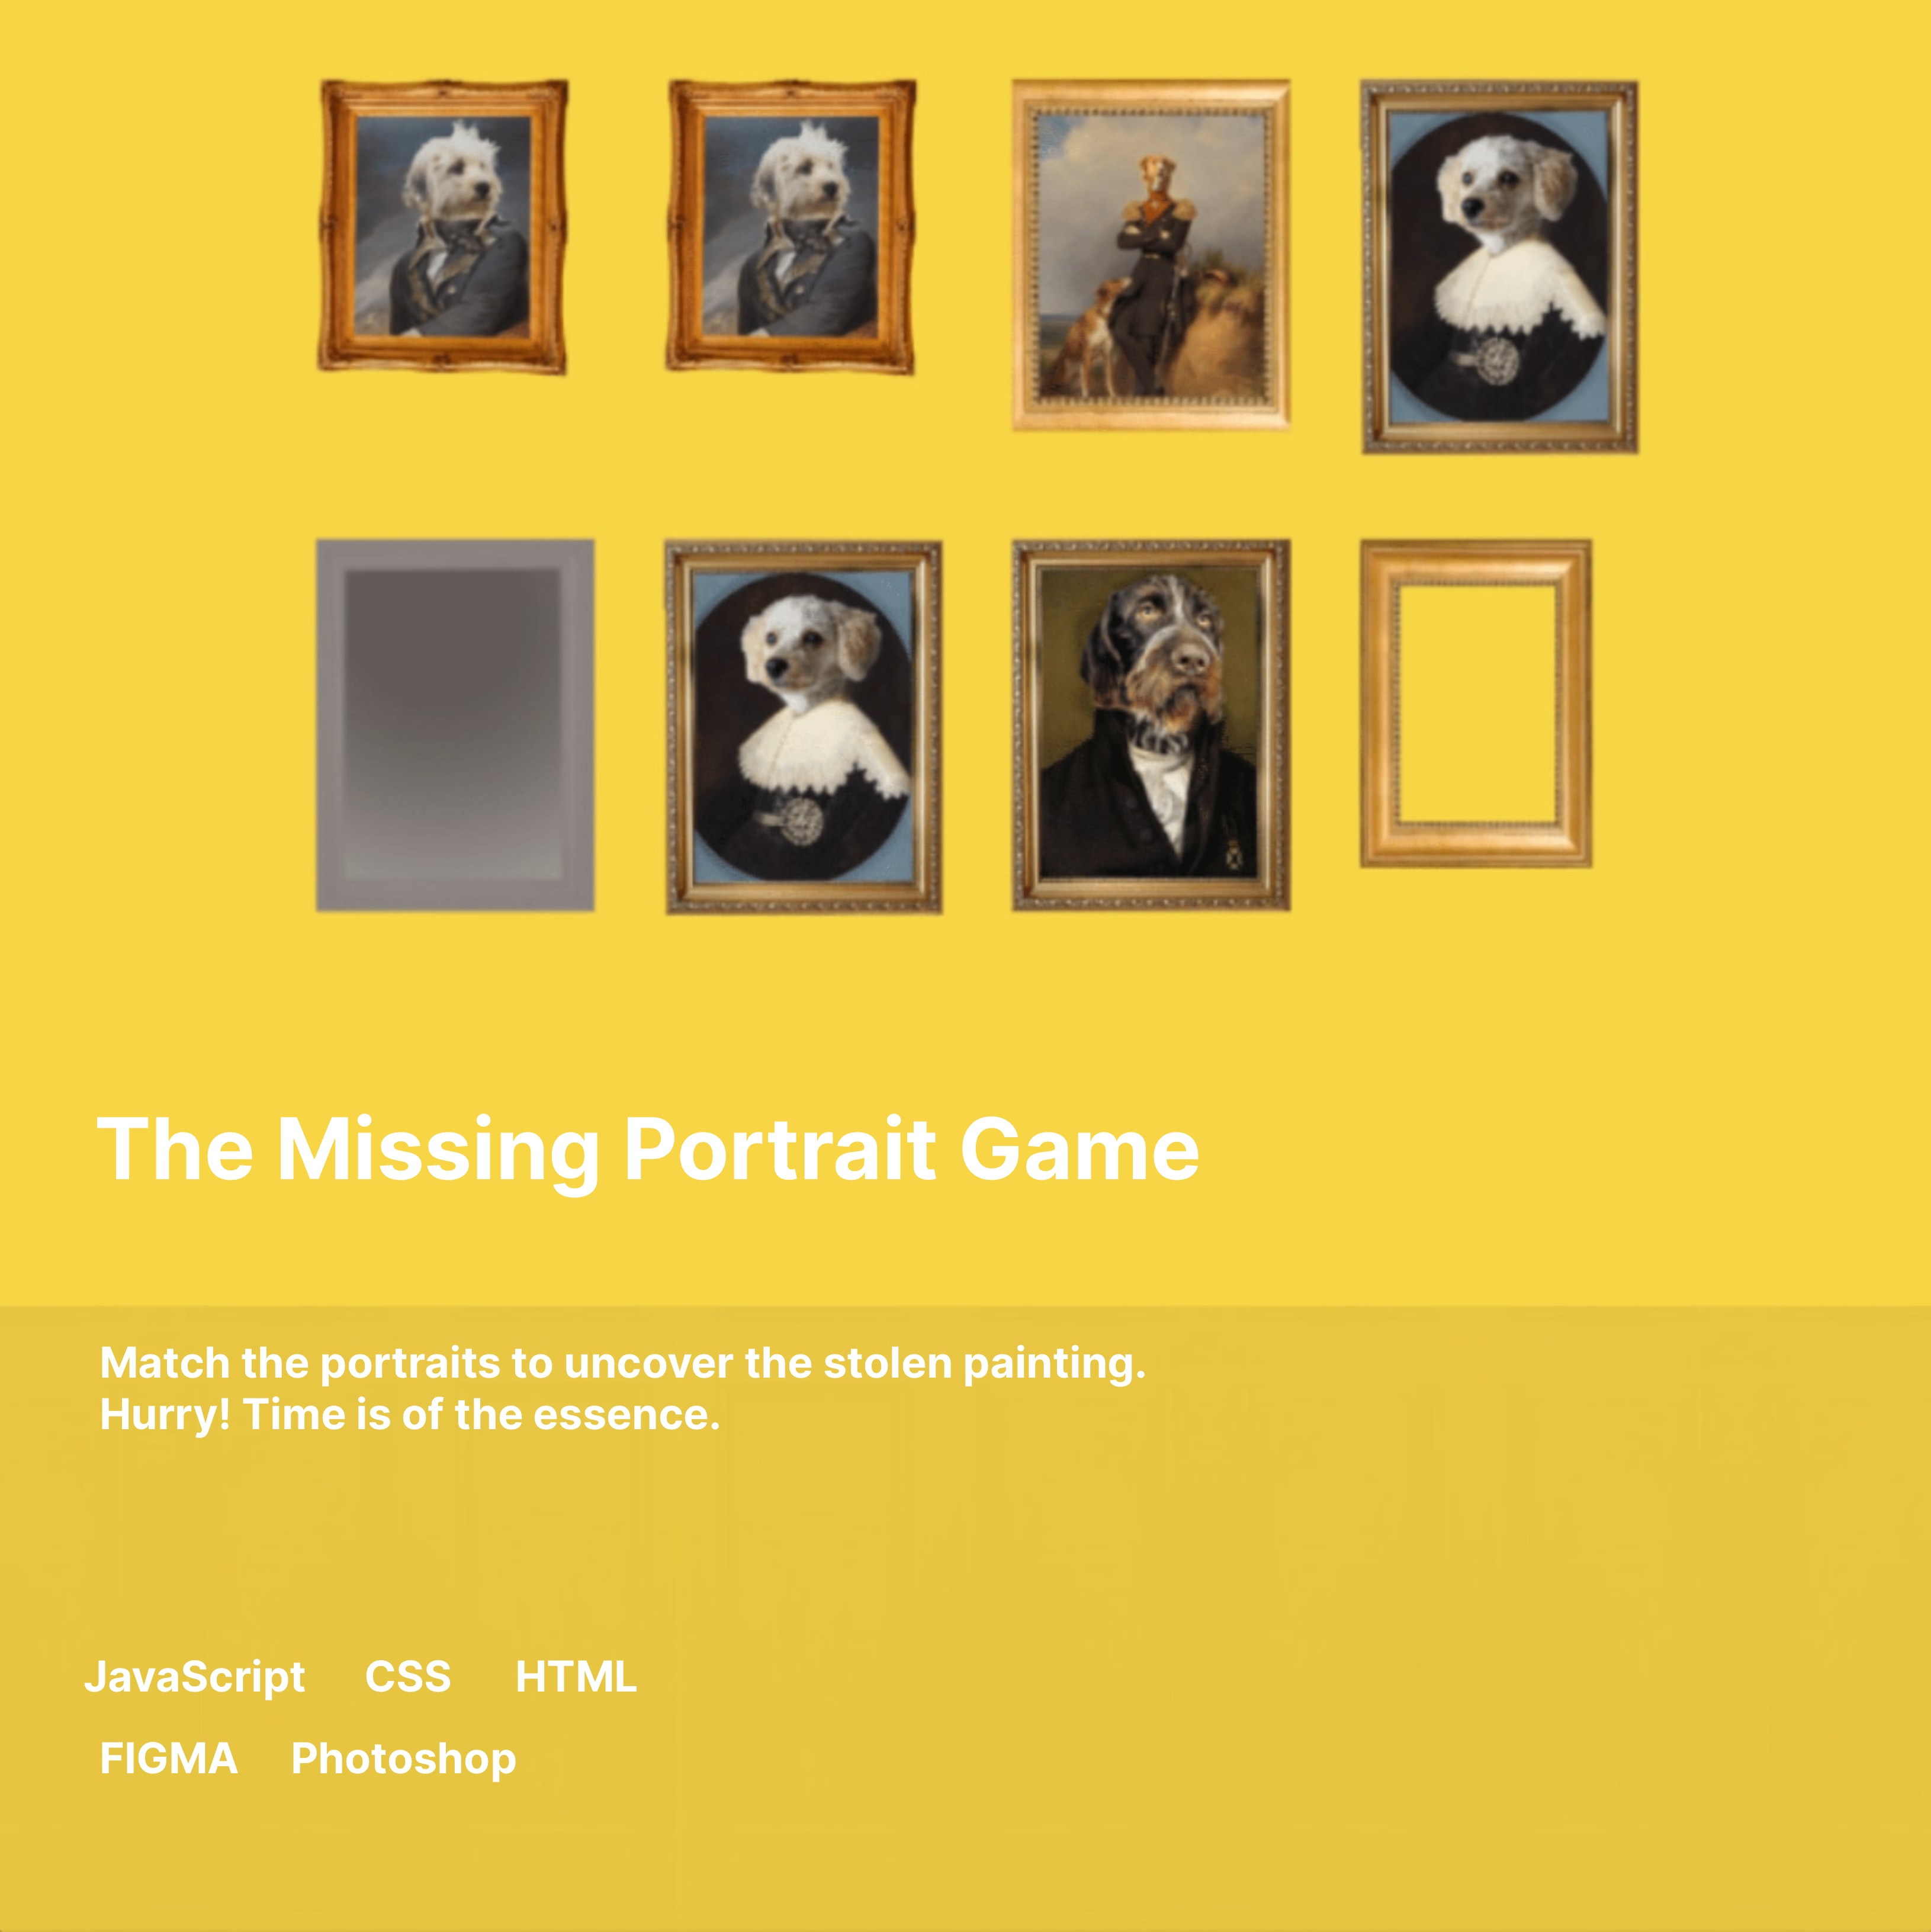 The Missing Portrait Game
Match the portraits to uncover the stolen painting.
Hurry! Time is of the essence.
JavaScript CSS HTML
FIGMA Photoshop